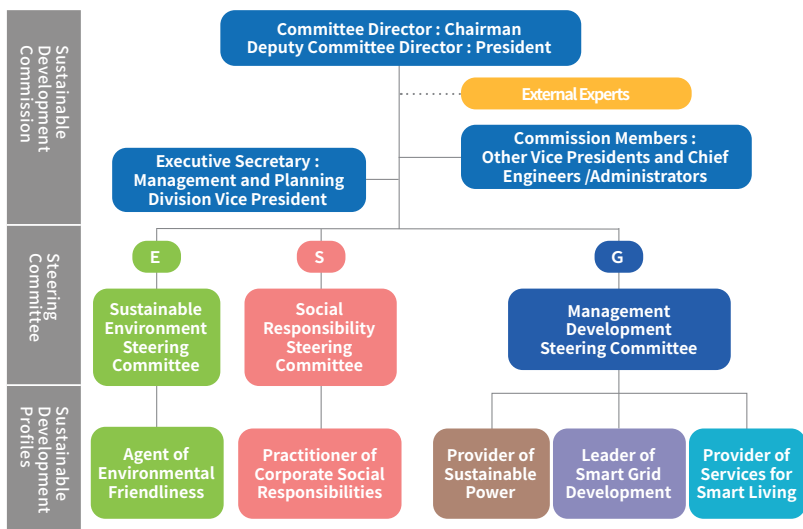 Sustainable
Development
Commission
Committee Director : Chairman
Deputy Committee Director : President
External Experts
Commission Members :
Other Vice Presidents and Chief
Engineers /Administrators
Executive Secretary :
Management and Planning
Division Vice President
Steering
Committee
E
S
G
Sustainable
Environment
Steering
Committee
Social
Responsibility
Steering
Committee
Management
Development
Steering Committee
Sustainable
Development
Profiles
Agent of
Environmental
Friendliness
Practitioner of
Corporate Social
Responsibilities
Provider of
Sustainable
Power
Leader of
Smart Grid
Development
Provider of
Services for
Smart Living